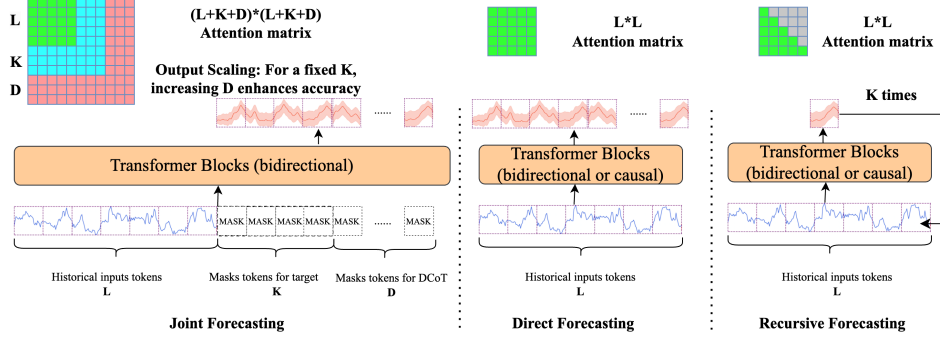 L
K
D
(L+K+D)*(L+K+D)
Attention matrix
Output Scaling: For a fixed K,
increasing D enhances accuracy
......
Transformer Blocks (bidirectional)
MASK MASK MASK MASK MASK ...... MASK
Historical inputs tokens
L
Masks tokens for target
K
Masks tokens for DCoT
D
Joint Forecasting
L*L
Attention matrix
......
Transformer Blocks
(bidirectional or causal)
Historical inputs tokens
L
Direct Forecasting
L*L
Attention matrix
K times
Transformer Blocks
(bidirectional or causal)
Historical inputs tokens
L
Recursive Forecasting